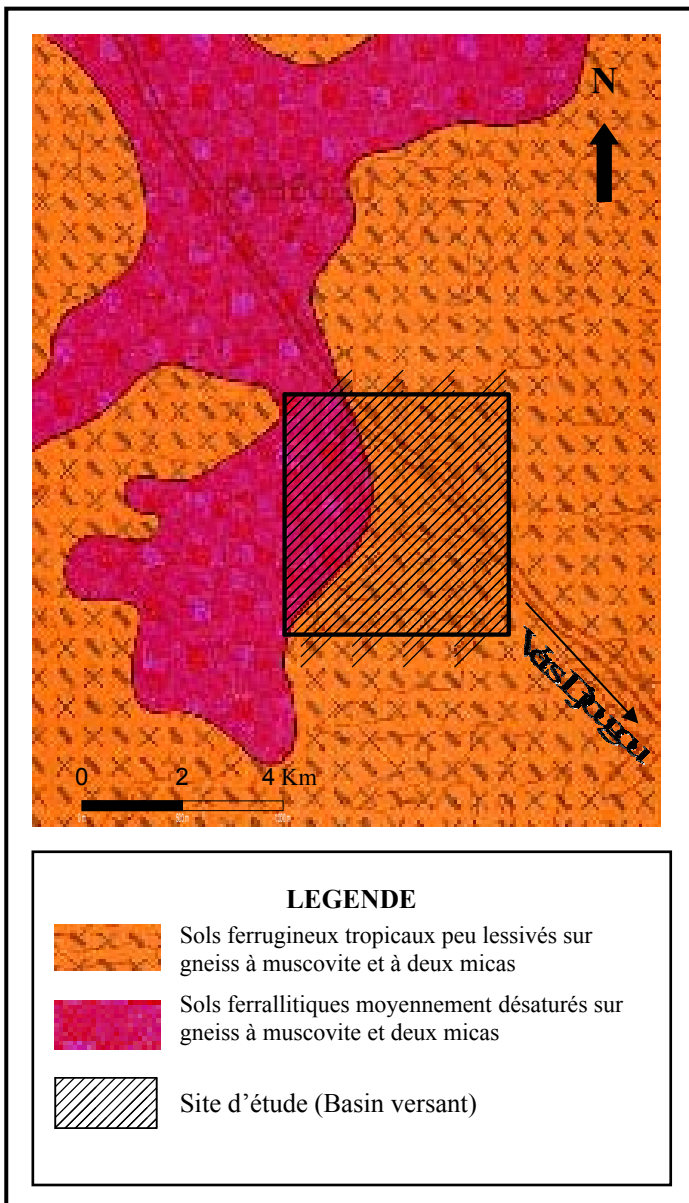 N
Vers Djougou
0 2 4 Km
LEGENDE
Sols ferrugineux tropicaux peu lessivés sur
gneiss à muscovite et à deux micas
Sols ferrallitiques moyennement désaturés sur
gneiss à muscovite et deux micas
Site d’étude (Basin versant)